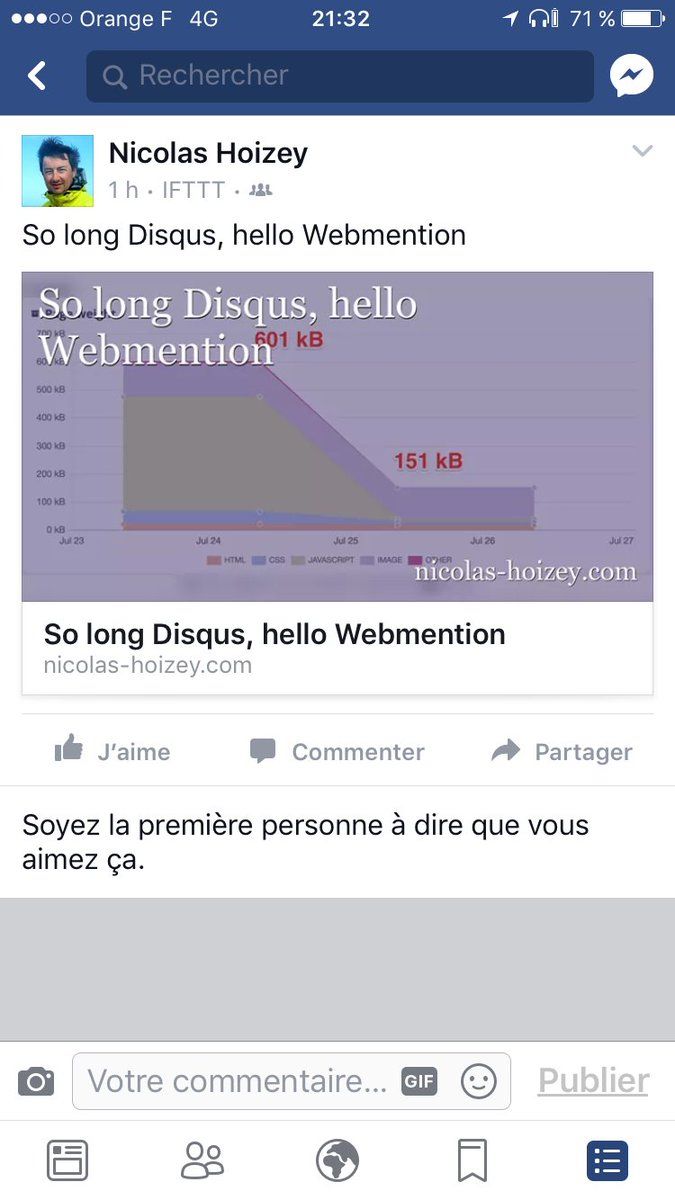 Orange F 4G 21:32 71 %
Rechercher
Nicolas Hoizey
1 h · IFTTT ·
So long Disqus, hello Webmention
So long Disqus, hello
Webmention
601 kB
500 kB
400 kB
151 kB
300 kB
200 kB
100 kB
0 kB
Jul 23 Jul 24 Jul 25 Jul 26 Jul 27
HTML CSS JAVASCRIPT IMAGE OTHER
nicolas-hoizey.com
So long Disqus, hello Webmention
nicolas-hoizey.com
J'aime Commenter Partager
Soyez la première personne à dire que vous
aimez ça.
Votre commentaire... GIF Publier